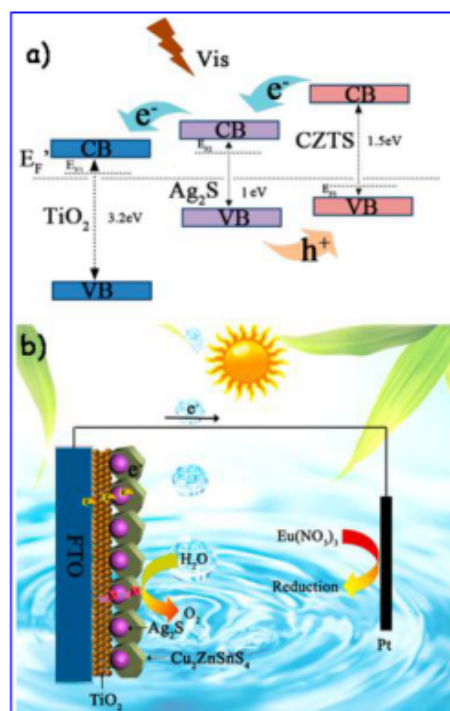 a)
Vis
e⁻
e⁻
CB
CB
CB
E_F'
CZTS
1.5eV
Ag₂S
1eV
TiO₂
3.2eV
VB
VB
VB
h⁺
b)
e⁻
FTO
e⁻
H₂O
O₂
Ag₂S
Cu₂ZnSnS₄
TiO₂
Eu(NO₃)₃
Reduction
Pt